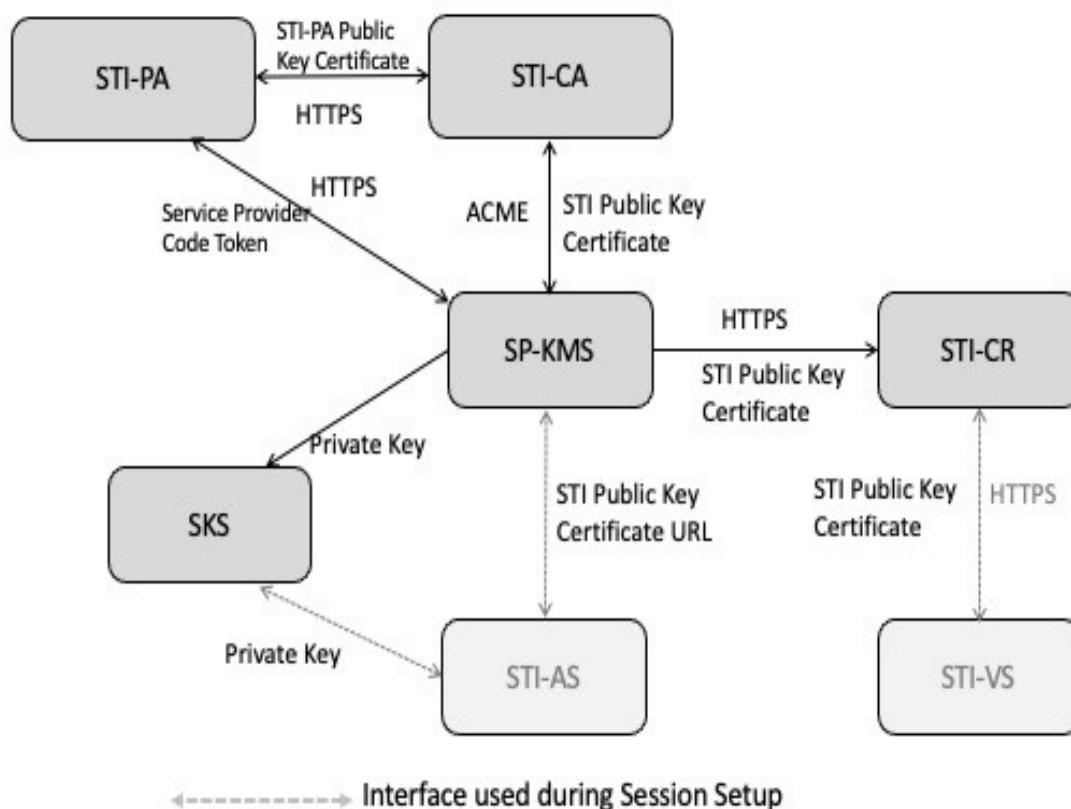 STI-PA
STI-PA Public
Key Certificate
HTTPS
STI-CA
HTTPS
Service Provider
Code Token
ACME
STI Public Key
Certificate
SP-KMS
HTTPS
STI Public Key
Certificate
STI-CR
Private Key
SKS
STI Public Key
Certificate URL
STI Public Key
Certificate
HTTPS
Private Key
STI-AS
STI-VS
Interface used during Session Setup